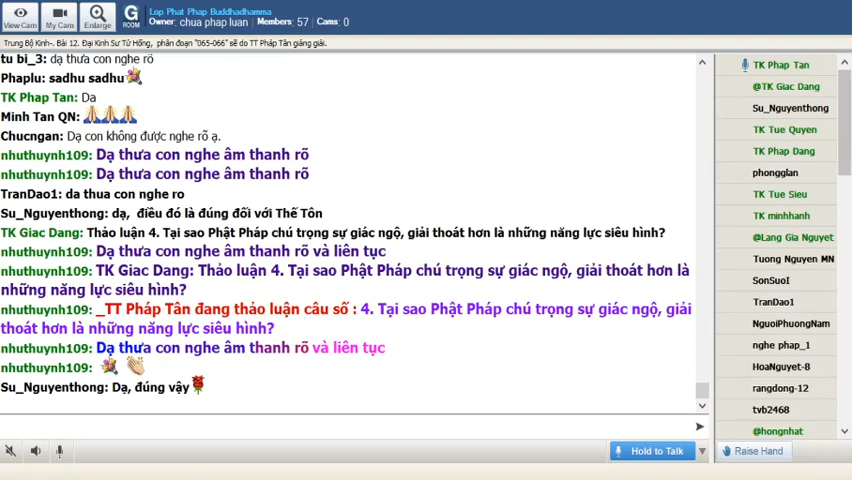 Lop Phat Phap Buddhadhamma
Owner: chua phap luan Members: 57 Cams: 0
View Cam
My Cam
Enlarge
G
ROOM
Trung Bộ Kinh-. Bài 12. Đại Kinh Sư Tử Hống, phân đoạn "065-066" sẽ do TT Pháp Tân giảng giải.
tu bi_3: dạ thưa con nghe rõ
Phaplu: sadhu sadhu
TK Phap Tan: Da
Minh Tan QN:
Chucngan: Dạ con không được nghe rõ ạ.
nhuthuynh109: Dạ thưa con nghe âm thanh rõ
nhuthuynh109: Dạ thưa con nghe âm thanh rõ
TranDao1: da thua con nghe ro
Su_Nguyenthong: dạ, điều đó là đúng đối với Thế Tôn
TK Giac Dang: Thảo luận 4. Tại sao Phật Pháp chú trọng sự giác ngộ, giải thoát hơn là những năng lực siêu hình?
nhuthuynh109: Dạ thưa con nghe âm thanh rõ và liên tục
nhuthuynh109: TK Giac Dang: Thảo luận 4. Tại sao Phật Pháp chú trọng sự giác ngộ, giải thoát hơn là
những năng lực siêu hình?
nhuthuynh109: _TT Pháp Tân đang thảo luận câu số : 4. Tại sao Phật Pháp chú trọng sự giác ngộ, giải
thoát hơn là những năng lực siêu hình?
nhuthuynh109: Dạ thưa con nghe âm thanh rõ và liên tục
nhuthuynh109:
Su_Nguyenthong: Dạ, đúng vậy
TK Phap Tan
@TK Giac Dang
Su_Nguyenthong
TK Tue Quyen
TK Phap Dang
phongglan
TK Tue Sieu
TK minhhanh
@Lang Gia Nguyet
Tuong Nguyen MN
SonSuoI
TranDao1
NguoiPhuongNam
nghe phap_1
HoaNguyet-8
rangdong-12
tvb2468
@hongnhat
Hold to Talk
Raise Hand